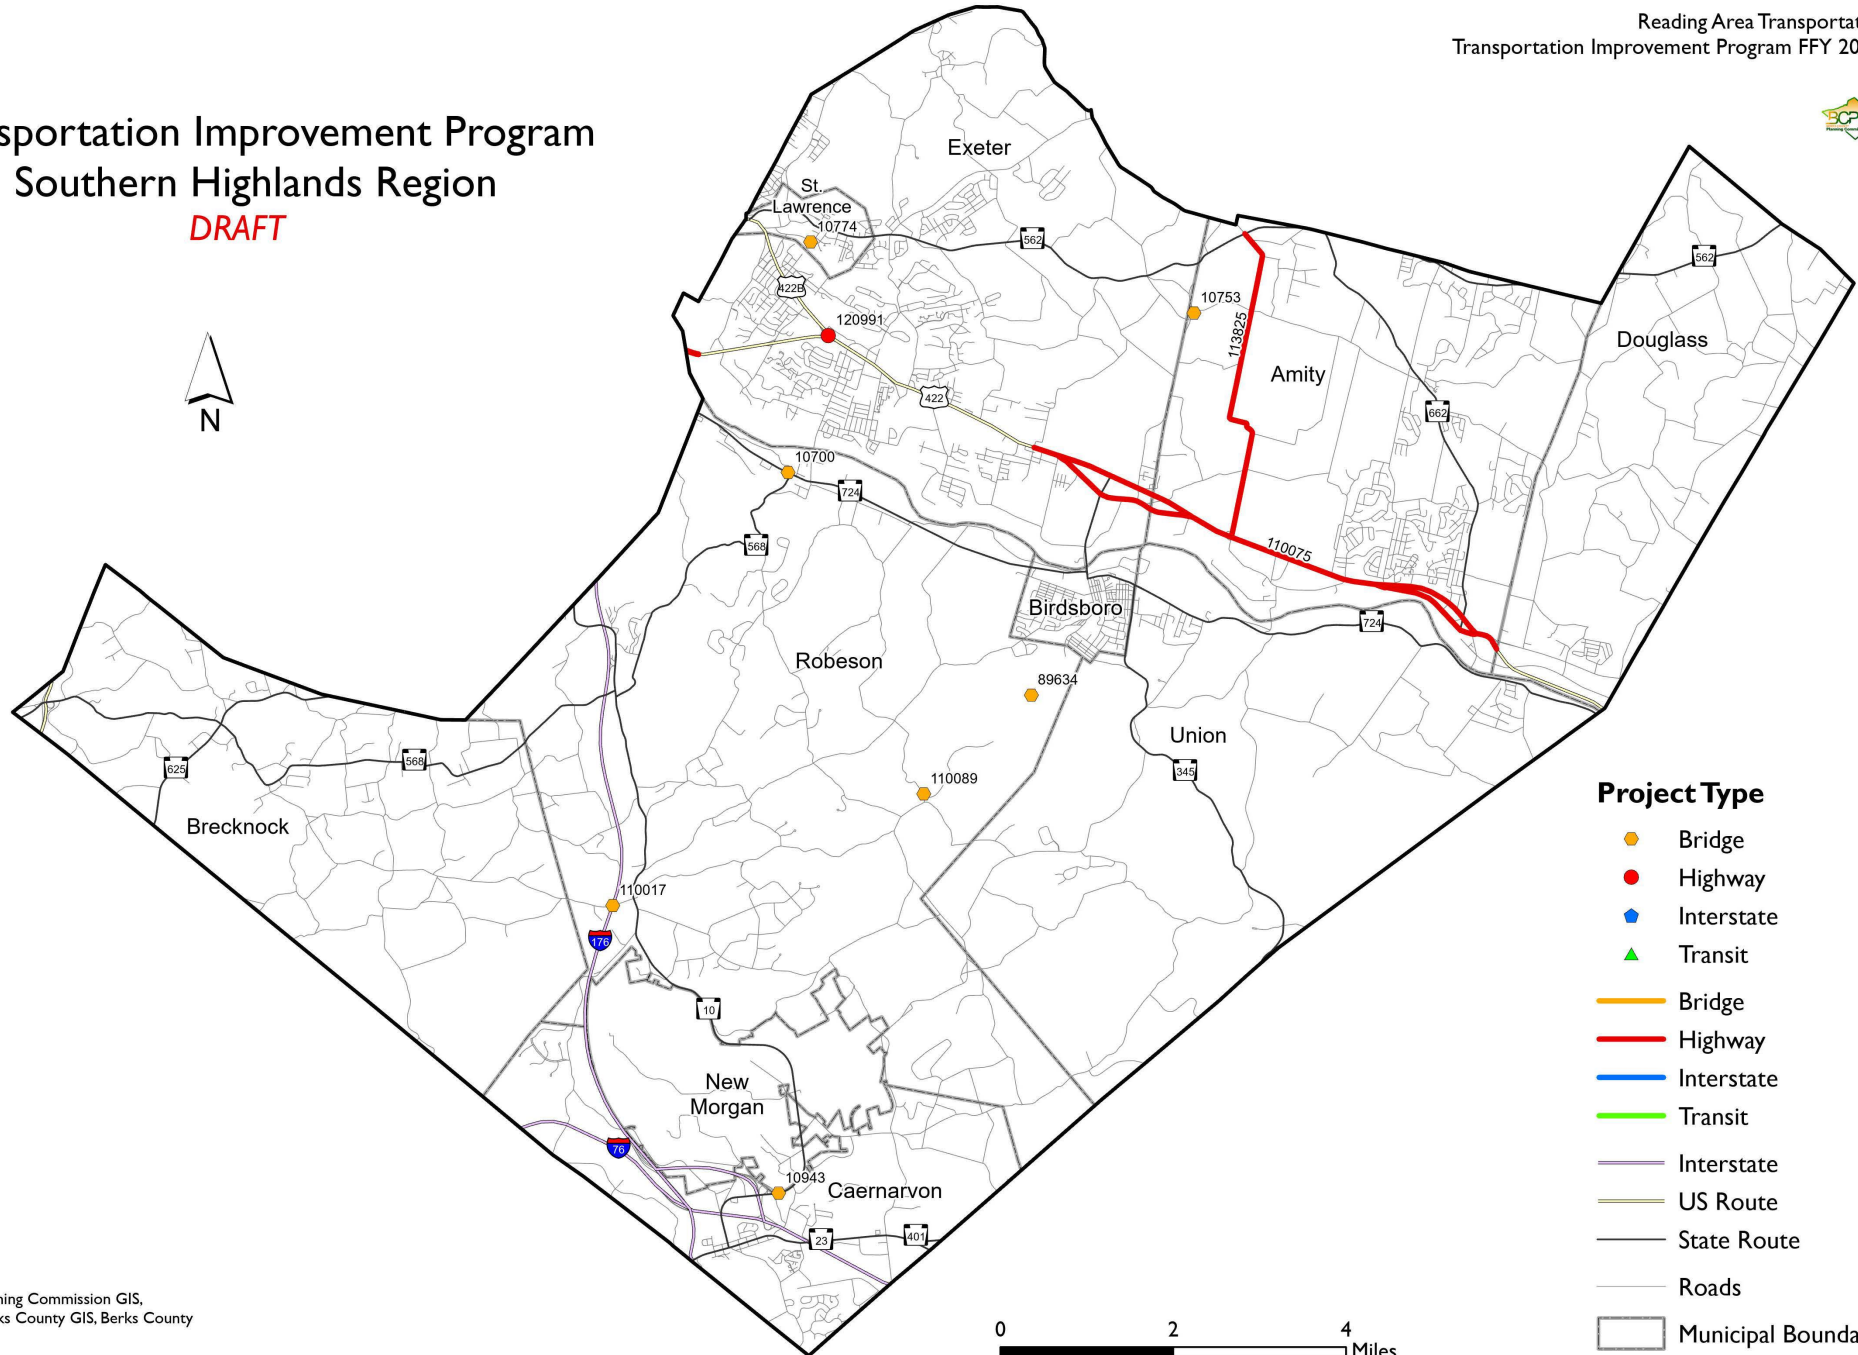 Reading Area Transportat
Transportation Improvement Program FFY 20
BCP
sportation Improvement Program
Southern Highlands Region
DRAFT
N
Exeter
St.
Lawrence
10774
562
562
422B
120991
10753
113825
Douglass
Amity
422
662
10700
724
568
110075
Birdsboro
724
Robeson
89634
Union
345
110089
625
568
Brecknock
110017
176
10
New
Morgan
76
10943
Caernarvon
23
401
Project Type
Bridge
Highway
Interstate
Transit
Bridge
Highway
Interstate
Transit
Interstate
US Route
State Route
Roads
Municipal Bounda
ning Commission GIS,
ks County GIS, Berks County
0 2 4
Miles